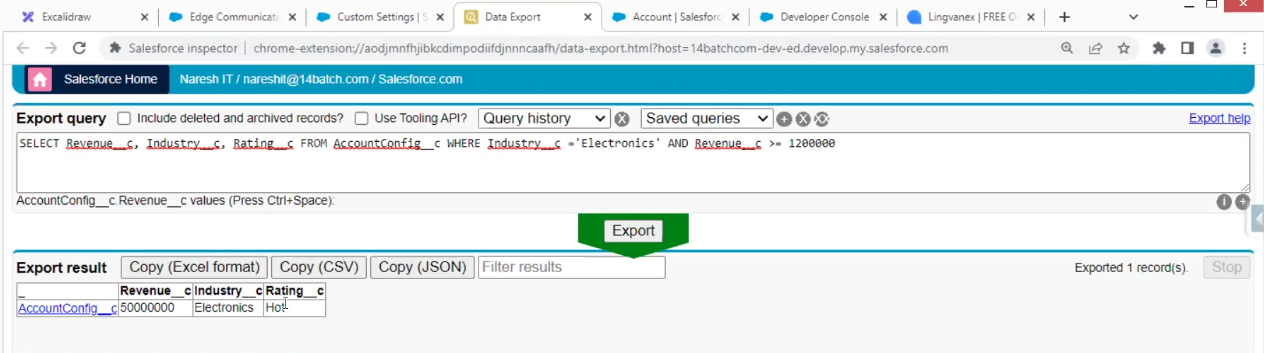 Excalidraw
Edge Communicati
Custom Settings | S
Data Export
Account | Salesforc
Developer Console
Lingvanex | FREE O
Salesforce inspector | chrome-extension://aodjmnfhjibkcdimpodiifdjnnncaafh/data-export.html?host=14batchcom-dev-ed.develop.my.salesforce.com
Salesforce Home Naresh IT / nareshit@14batch.com / Salesforce.com
Export query Include deleted and archived records? Use Tooling API? Query history Saved queries Export help
SELECT Revenue__c, Industry__c, Rating__c FROM AccountConfig__c WHERE Industry__c ='Electronics' AND Revenue__c >= 1200000
AccountConfig__c.Revenue__c values (Press Ctrl+Space):
Export
Export result Copy (Excel format) Copy (CSV) Copy (JSON) Filter results Exported 1 record(s). Stop
_ Revenue__c Industry__c Rating__c
AccountConfig__c 50000000 Electronics Hot